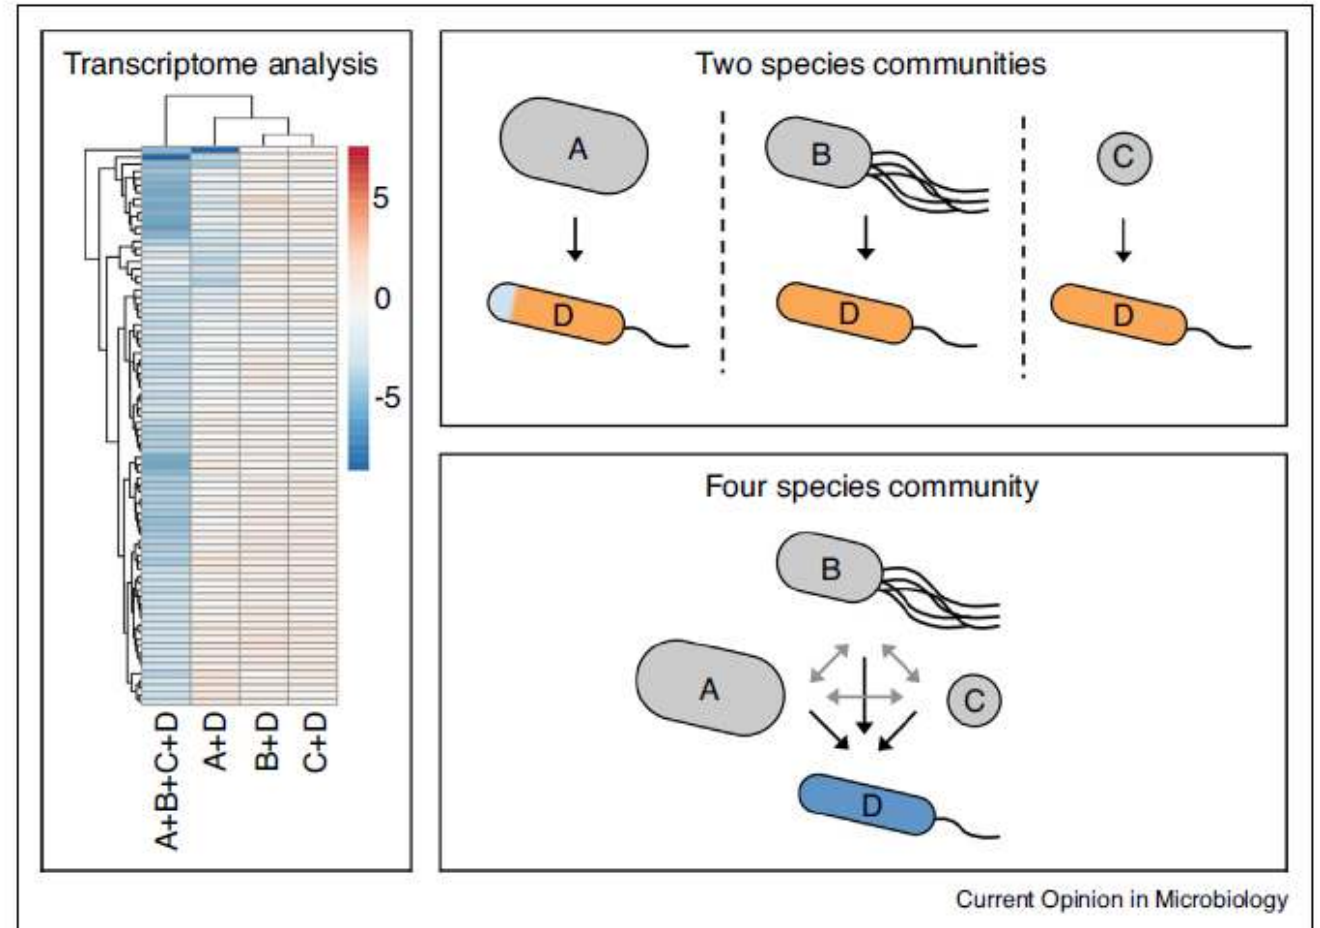 Transcriptome analysis
5
0
-5
A+B+C+D
A+D
B+D
C+D
Two species communities
A
B
C
D
D
D
Four species community
B
A
C
D
Current Opinion in Microbiology